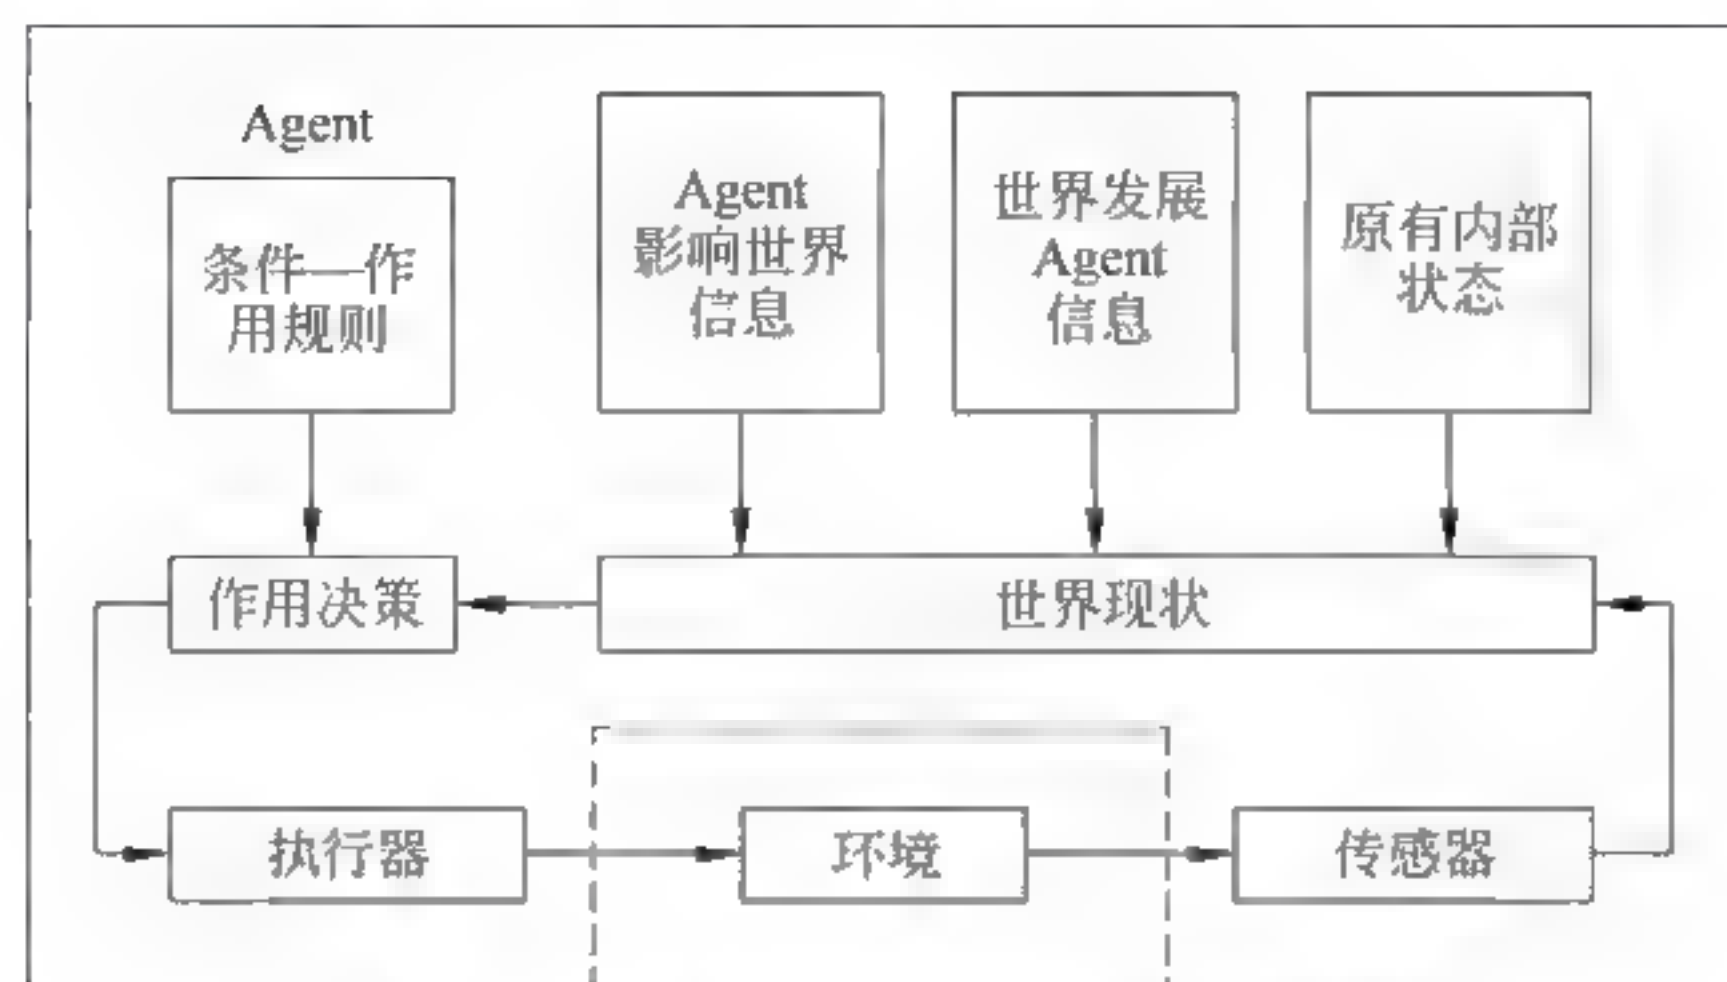 Agent
条件——作
用规则
Agent
影响世界
信息
世界发展
Agent
信息
原有内部
状态
作用决策
世界现状
执行器
环境
传感器